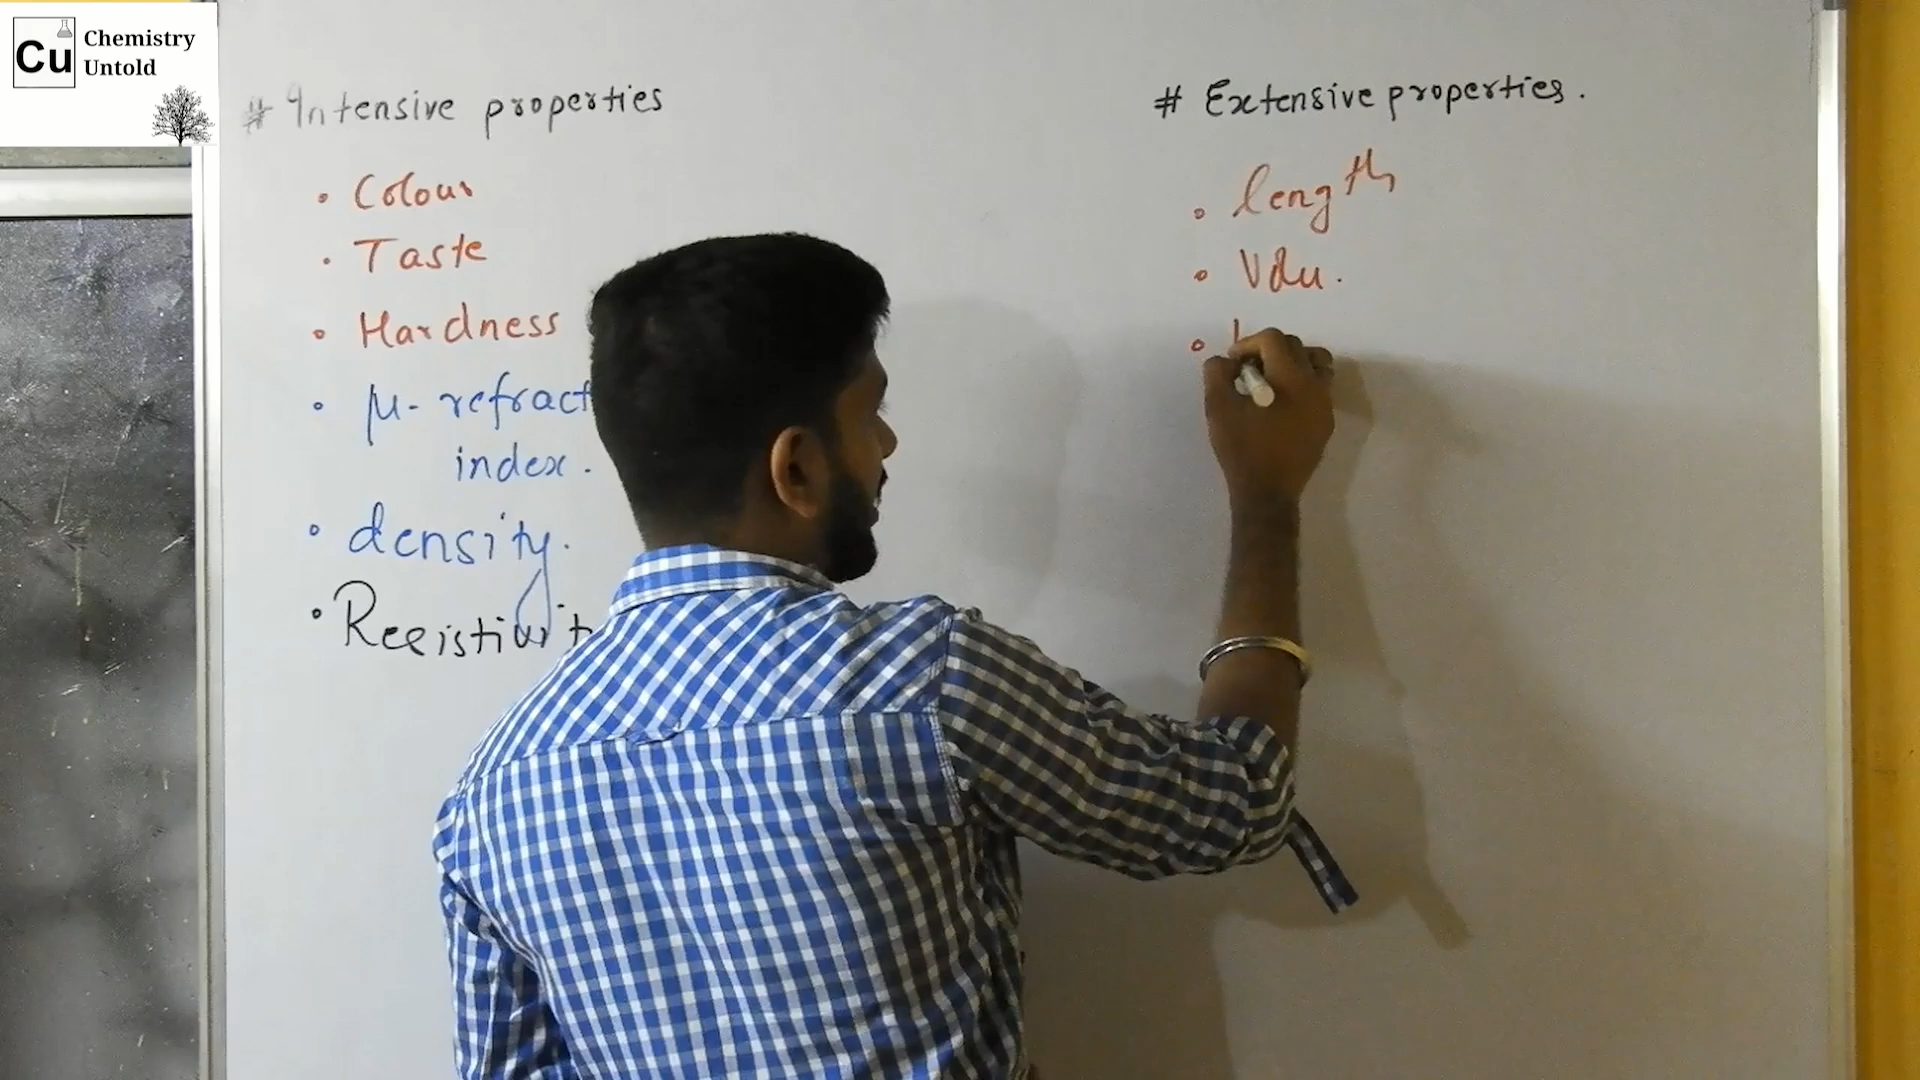 Cu Chemistry
Untold
# Intensive properties
• Colour
• Taste
• Hardness
• μ- refract
index.
• density.
• Resistivit
# Extensive properties.
• length
• Volu.
•